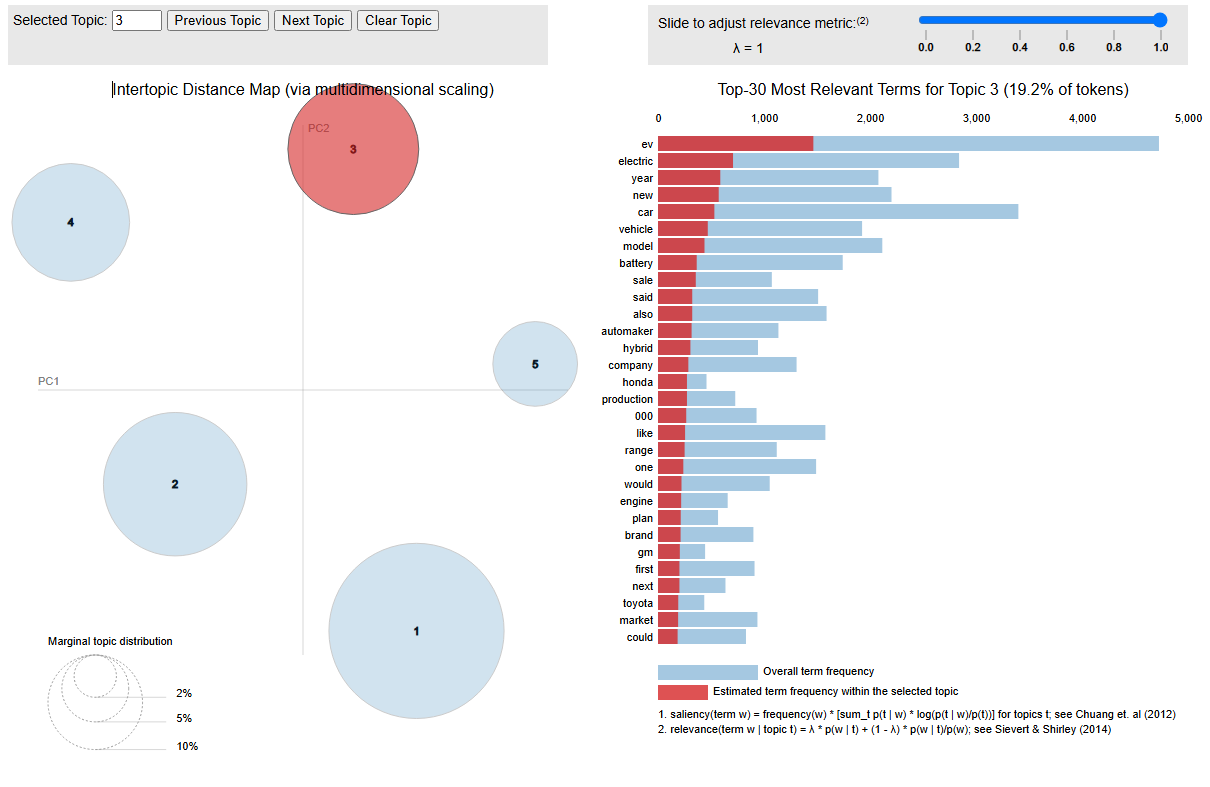 Selected Topic: 3 Previous Topic Next Topic Clear Topic
Slide to adjust relevance metric:(2)
λ = 1
0.0 0.2 0.4 0.6 0.8 1.0
Intertopic Distance Map (via multidimensional scaling)
PC2
3
4
5
PC1
2
1
Marginal topic distribution
2%
5%
10%
Top-30 Most Relevant Terms for Topic 3 (19.2% of tokens)
0 1,000 2,000 3,000 4,000 5,000
ev
electric
year
new
car
vehicle
model
battery
sale
said
also
automaker
hybrid
company
honda
production
000
like
range
one
would
engine
plan
brand
gm
first
next
toyota
market
could
Overall term frequency
Estimated term frequency within the selected topic
1. saliency(term w) = frequency(w) * [sum_t p(t | w) * log(p(t | w)/p(t))] for topics t; see Chuang et. al (2012)
2. relevance(term w | topic t) = λ * p(w | t) + (1 - λ) * p(w | t)/p(w); see Sievert & Shirley (2014)